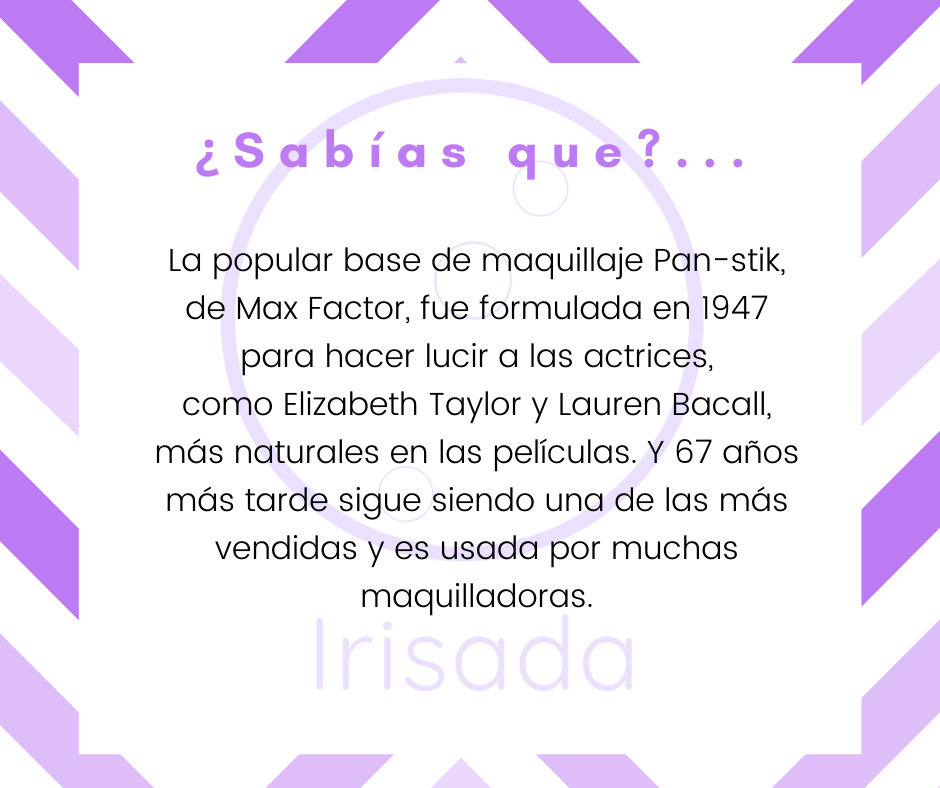 ¿Sabías que?...
La popular base de maquillaje Pan-stik,
de Max Factor, fue formulada en 1947
para hacer lucir a las actrices,
como Elizabeth Taylor y Lauren Bacall,
más naturales en las películas. Y 67 años
más tarde sigue siendo una de las más
vendidas y es usada por muchas
maquilladoras.
Irisada